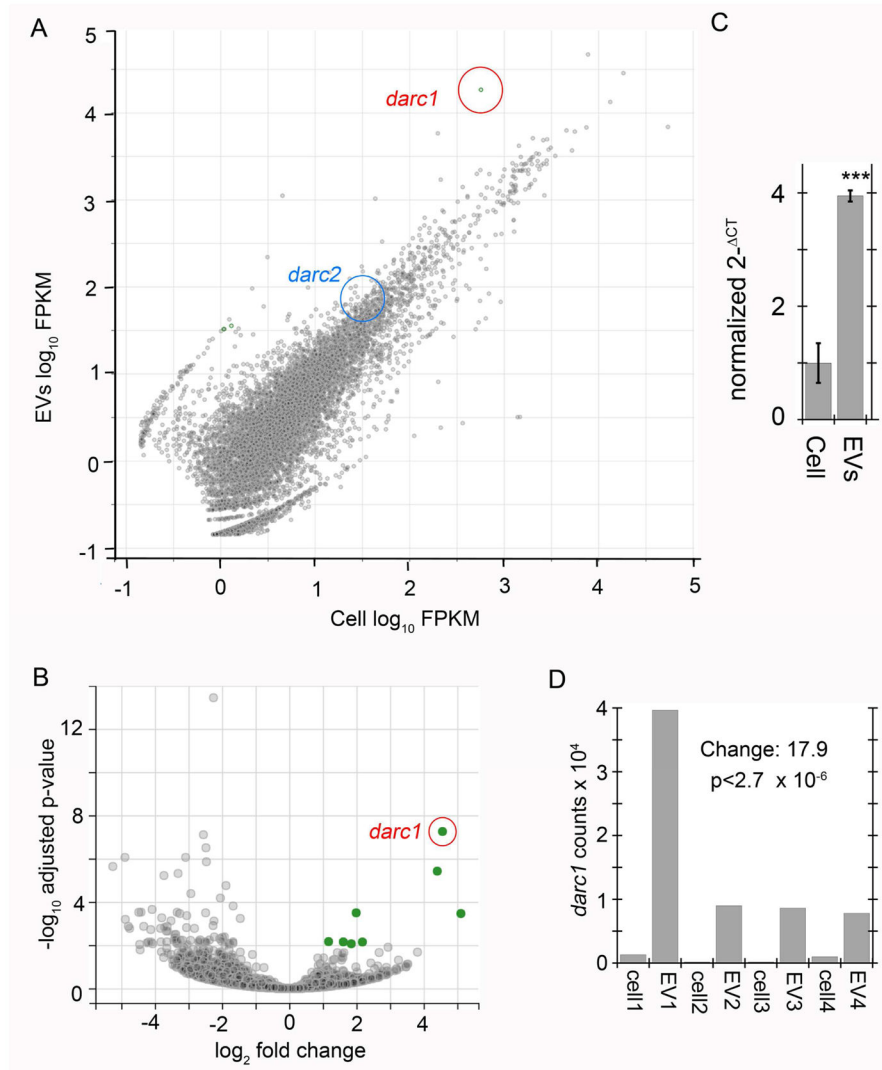 A
5
4
3
2
1
0
-1
EVs log10 FPKM
darc1
darc2
-1 0 1 2 3 4 5
Cell log10 FPKM
C
normalized 2-ΔCT
4
2
0
***
Cell
EVs
B
12
8
4
0
-log10 adjusted p-value
darc1
-4 -2 0 2 4
log2 fold change
D
darc1 counts x 10⁴
4
3
2
1
0
Change: 17.9
p<2.7 x 10-6
cell1
EV1
cell2
EV2
cell3
EV3
cell4
EV4